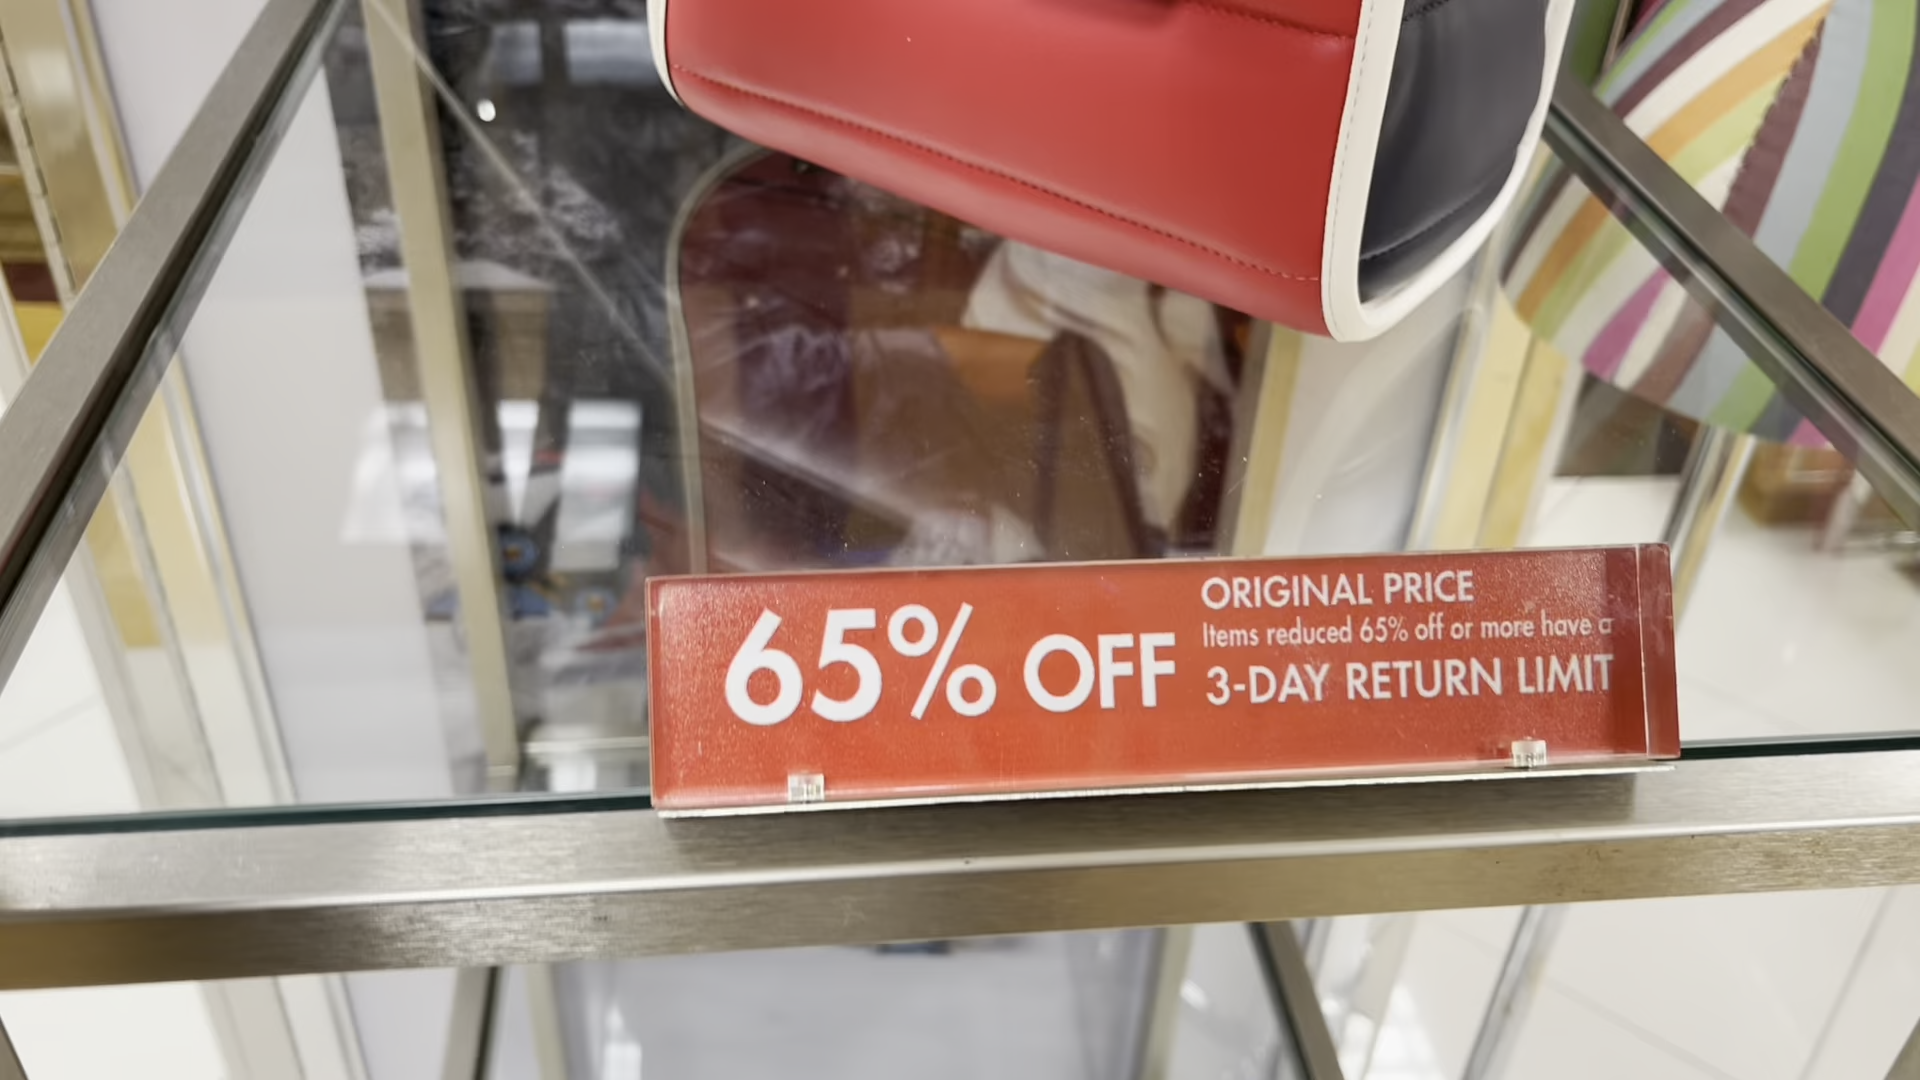 65% OFF
ORIGINAL PRICE
Items reduced 65% off or more have a
3-DAY RETURN LIMIT